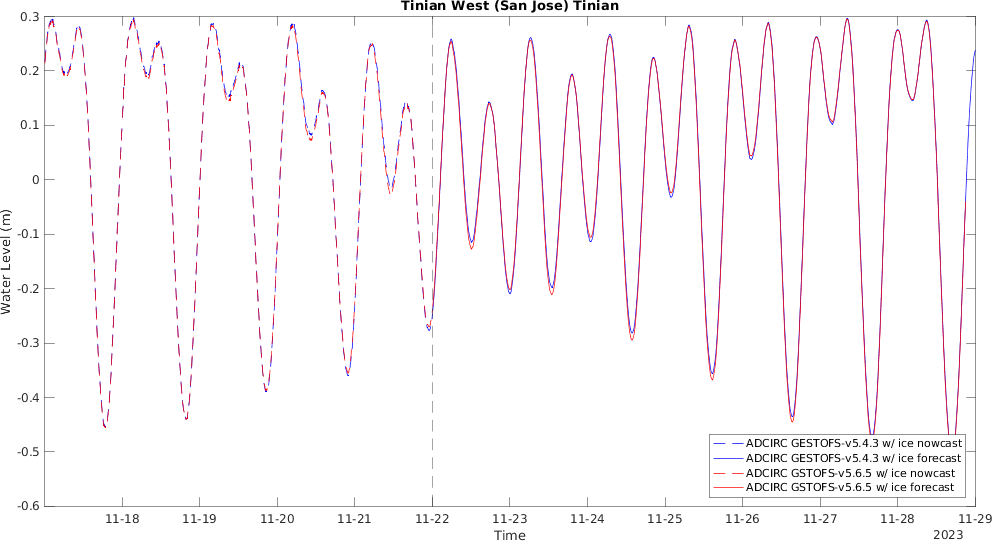 Tinian West (San Jose) Tinian
0.3
0.2
0.1
0
-0.1
-0.2
-0.3
-0.4
-0.5
-0.6
Water Level (m)
ADCIRC GESTOFS-v5.4.3 w/ ice nowcast
ADCIRC GESTOFS-v5.4.3 w/ ice forecast
ADCIRC GSTOFS-v5.6.5 w/ ice nowcast
ADCIRC GSTOFS-v5.6.5 w/ ice forecast
11-18 11-19 11-20 11-21 11-22 11-23 11-24 11-25 11-26 11-27 11-28 11-29
Time
2023